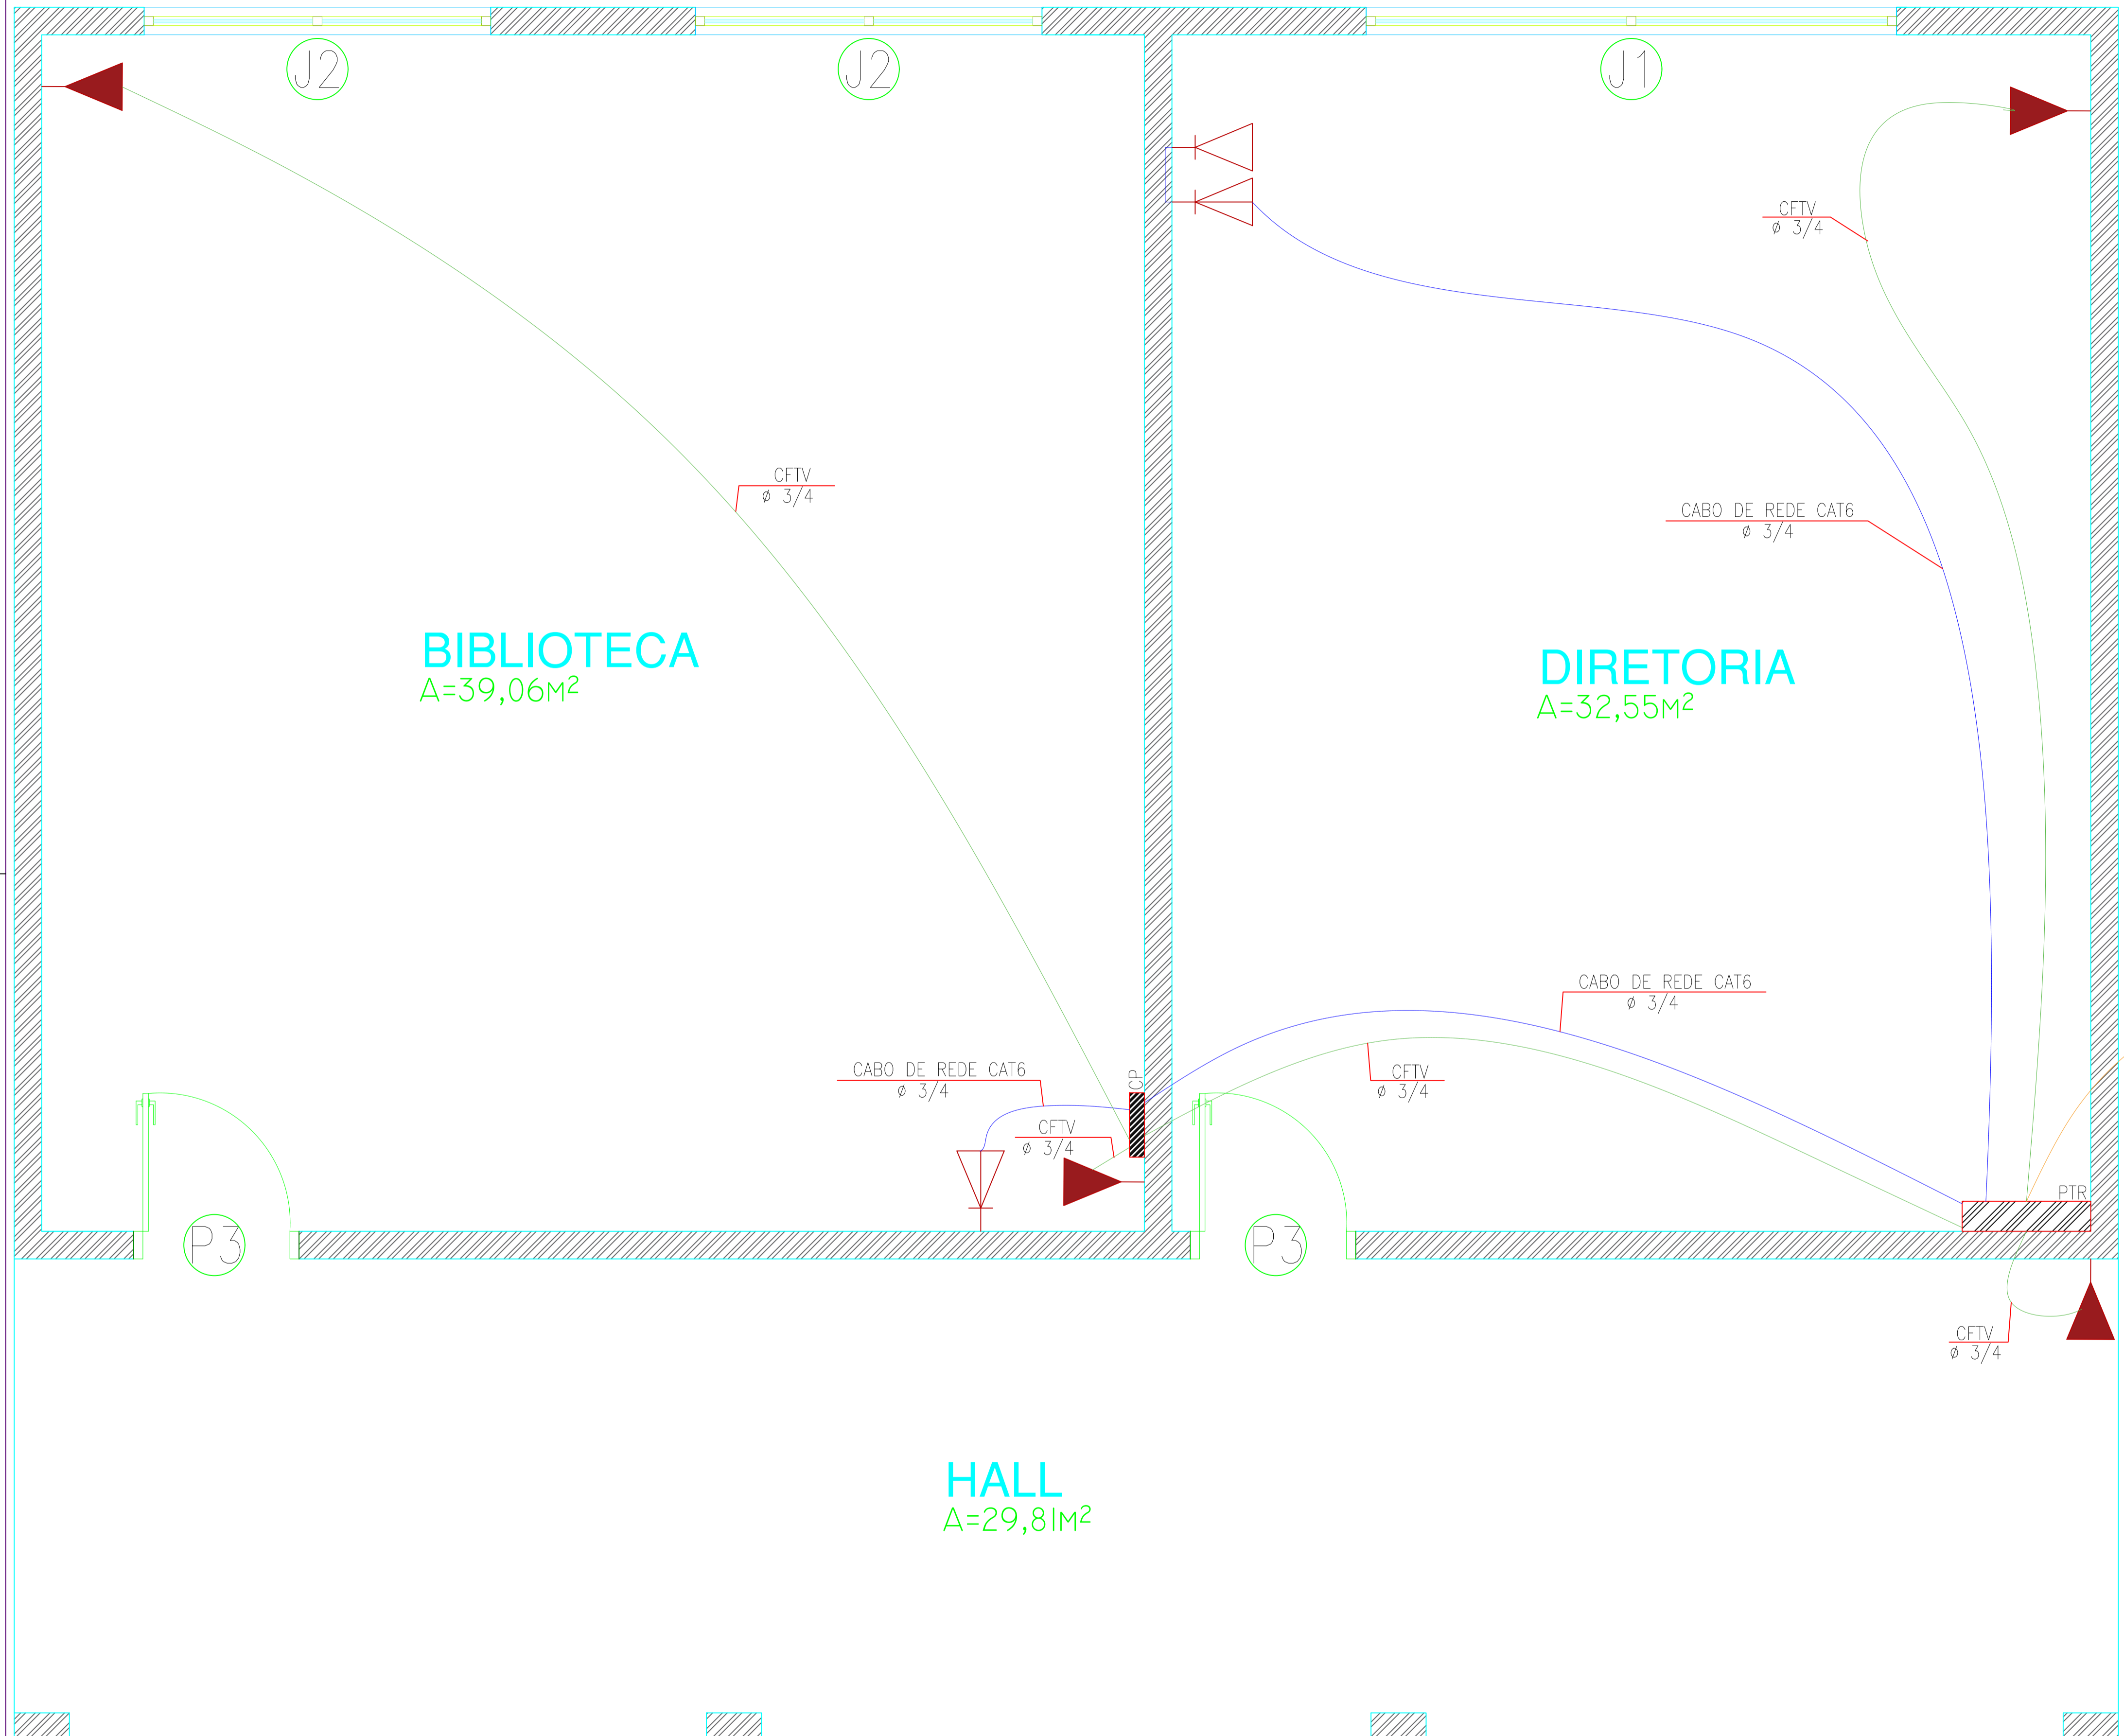 J2
J2
J1
CFTV
ø 3/4
CFTV
ø 3/4
CABO DE REDE CAT6
ø 3/4
BIBLIOTECA
A=39,06M²
DIRETORIA
A=32,55M²
CABO DE REDE CAT6
ø 3/4
CABO DE REDE CAT6
ø 3/4
CP
CFTV
ø 3/4
CFTV
ø 3/4
PTR
P3
P3
CFTV
ø 3/4
HALL
A=29,81M²